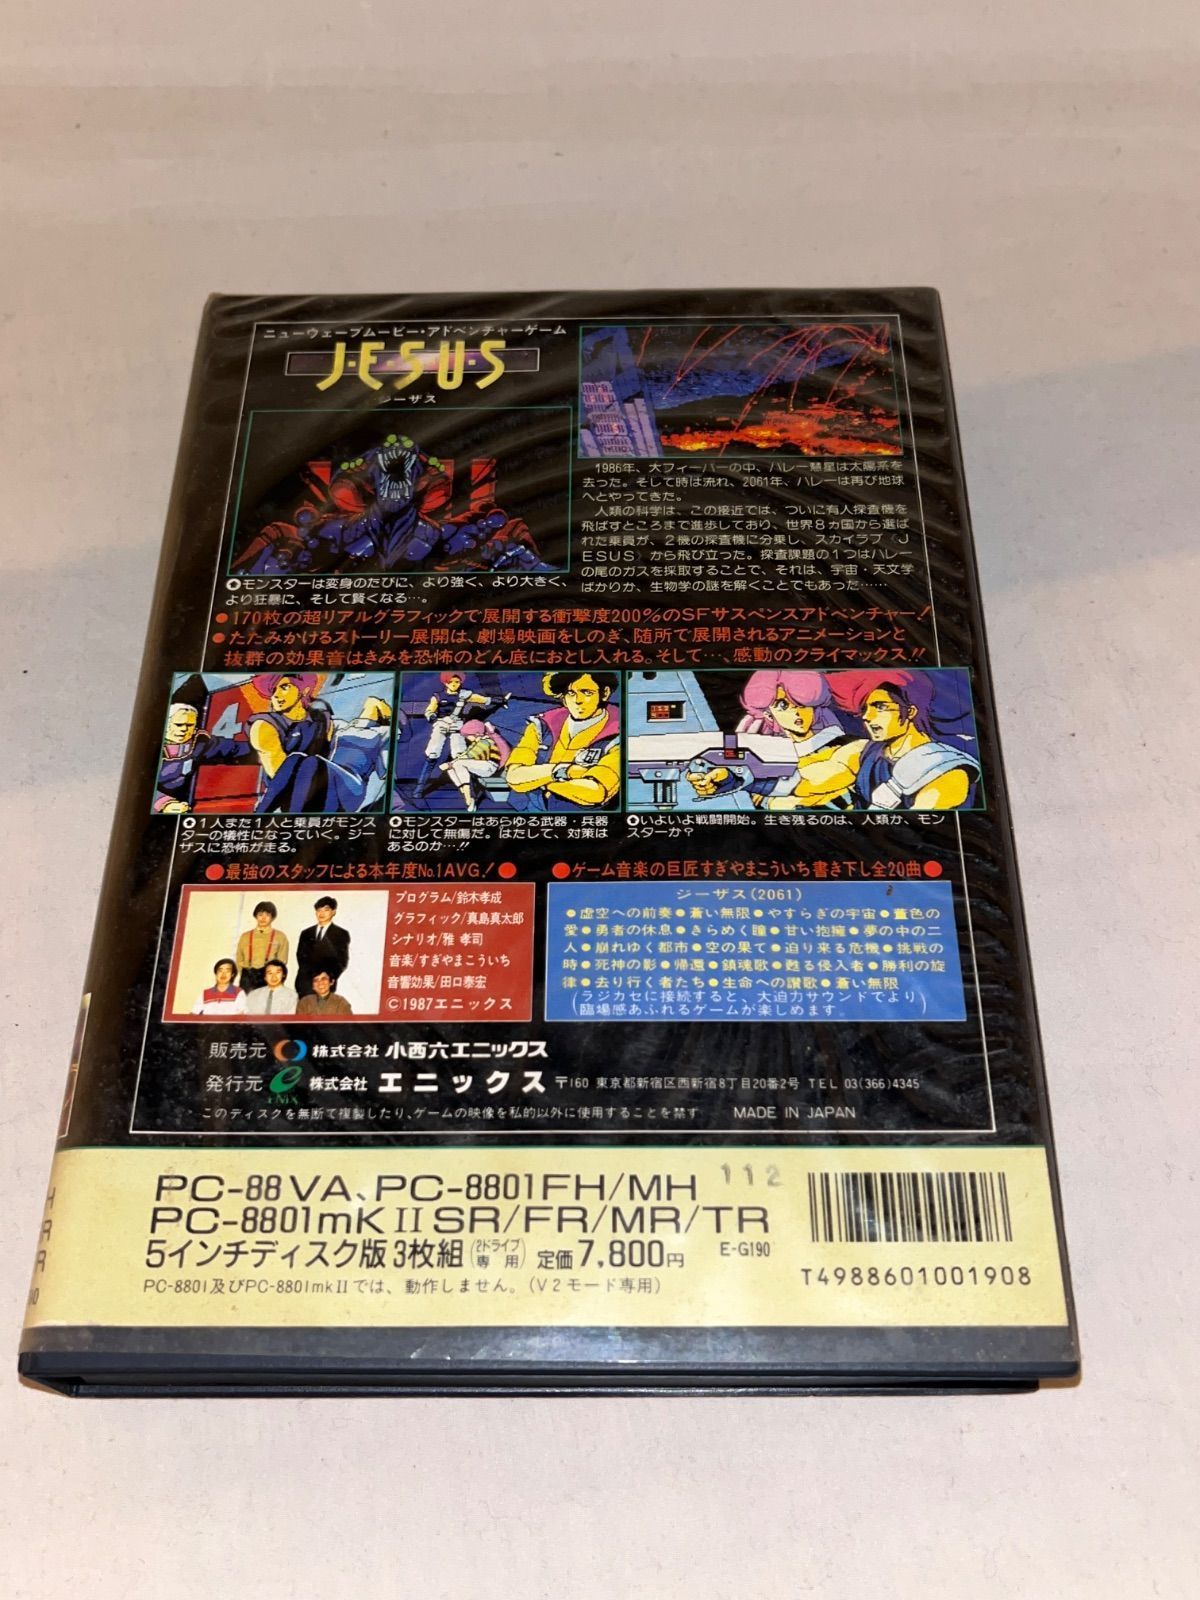 ニューウェーブムービー・アドベンチャーゲーム
J·E·S·U·S
ジーザス
1986年、大フィーバーの中、ハレー彗星は太陽系を
去った。そして時は流れ、2061年、ハレーは再び地球
へとやってきた。
人類の科学は、この接近では、ついに有人探査機を
飛ばすところまで進歩しており、世界8ヵ国から選ば
れた乗員が、2機の探査機に分乗し、スカイラブ《J
ESUS》から飛び立った。探査課題の1つはハレー
の尾のガスを採取することで、それは、宇宙・天文学
ばかりか、生物学の謎を解くことでもあった……
✪モンスターは変身のたびに、より強く、より大きく、
より狂暴に、そして賢くなる…。
●170枚の超リアルグラフィックで展開する衝撃度200%のSFサスペンスアドベンチャー!
●たたみかけるストーリー展開は、劇場映画をしのぎ、随所で展開されるアニメーションと
抜群の効果音はきみを恐怖のどん底におとし入れる。そして…、感動のクライマックス!!
4
✪1人また1人と乗員がモンス
ターの犠牲になっていく。ジー
ザスに恐怖が走る。
✪モンスターはあらゆる武器・兵器
に対して無傷だ。はたして、対策は
あるのか…!!
✪いよいよ戦闘開始。生き残るのは、人類か、モン
スターか?
●最強のスタッフによる本年度No.1AVG!●
プログラム/鈴木孝成
グラフィック/真島真太郎
シナリオ/雅 孝司
音楽/すぎやまこういち
音響効果/田口泰宏
©1987エニックス
●ゲーム音楽の巨匠すぎやまこういち書き下し全20曲●
ジーザス(2061)
●虚空への前奏●蒼い無限●やすらぎの宇宙●菫色の
愛●勇者の休息●きらめく瞳●甘い抱擁●夢の中の二
人●崩れゆく都市●空の果て●迫り来る危機●挑戦の
時●死神の影●帰還●鎮魂歌●甦る侵入者●勝利の旋
律●去り行く者たち●生命への讃歌●蒼い無限
(ラジカセに接続すると、大迫力サウンドでより
臨場感あふれるゲームが楽しめます。)
販売元 株式会社 小西六エニックス
発行元 株式会社 エニックス 〒160 東京都新宿区西新宿8丁目20番2号 TEL 03(366)4345
ENIX
このディスクを無断で複製したり、ゲームの映像を私的以外に使用することを禁ず MADE IN JAPAN
PC-88VA、PC-8801FH/MH 112
PC-8801mKⅡSR/FR/MR/TR
5インチディスク版3枚組(2ドライブ専用) 定価7,800円 E-G190
PC-8801及びPC-8801mkⅡでは、動作しません。(V2モード専用)
T4988601001908